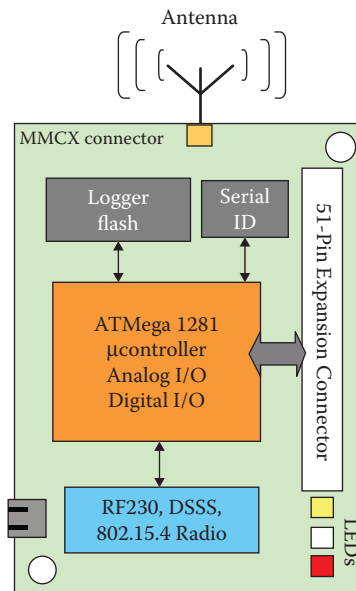 Antenna
MMCX connector
Logger
flash
Serial
ID
51-Pin Expansion Connector
ATMega 1281
μcontroller
Analog I/O
Digital I/O
RF230, DSSS,
802.15.4 Radio
LEDs